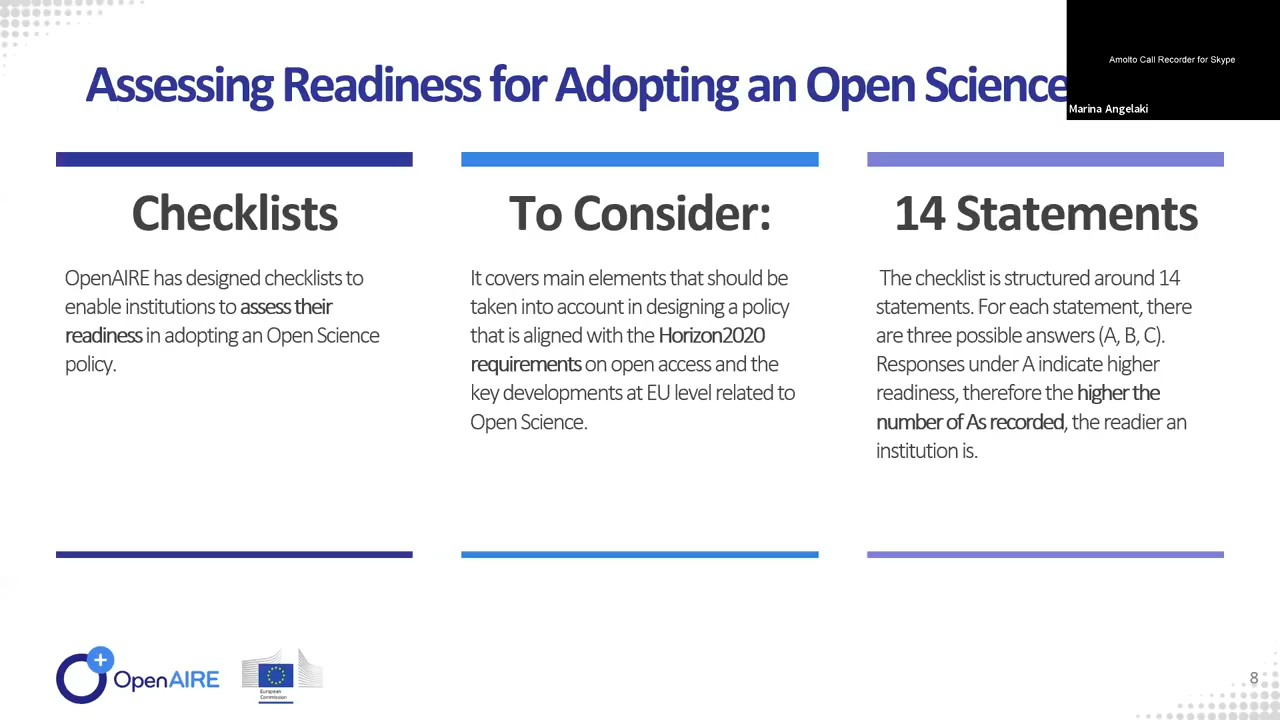 Assessing Readiness for Adopting an Open Science
Amolto Call Recorder for Skype
Marina Angelaki
Checklists
OpenAIRE has designed checklists to
enable institutions to assess their
readiness in adopting an Open Science
policy.
To Consider:
It covers main elements that should be
taken into account in designing a policy
that is aligned with the Horizon2020
requirements on open access and the
key developments at EU level related to
Open Science.
14 Statements
The checklist is structured around 14
statements. For each statement, there
are three possible answers (A, B, C).
Responses under A indicate higher
readiness, therefore the higher the
number of As recorded, the readier an
institution is.
OpenAIRE
European
Commission
8